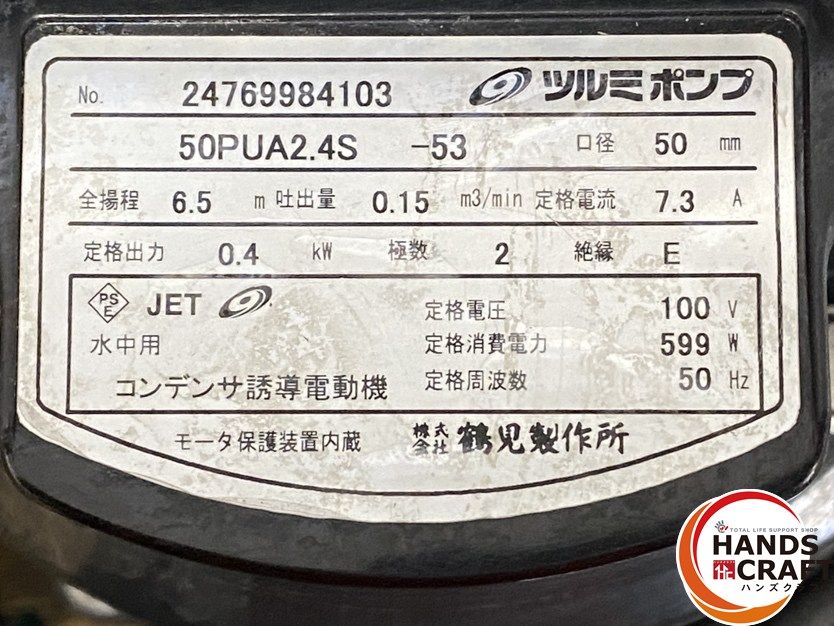 No. 24769984103 ツルミポンプ
50PUA2.4S -53 口径 50 mm
全揚程 6.5 m 吐出量 0.15 m3/min 定格電流 7.3 A
定格出力 0.4 kW 極数 2 絶縁 E
PSE JET 定格電圧 100 V
水中用 定格消費電力 599 W
コンデンサ誘導電動機 定格周波数 50 Hz
モータ保護装置内蔵 株式会社 鶴見製作所
TOTAL LIFE SUPPORT SHOP
HANDS
CRAFT
ハンズク